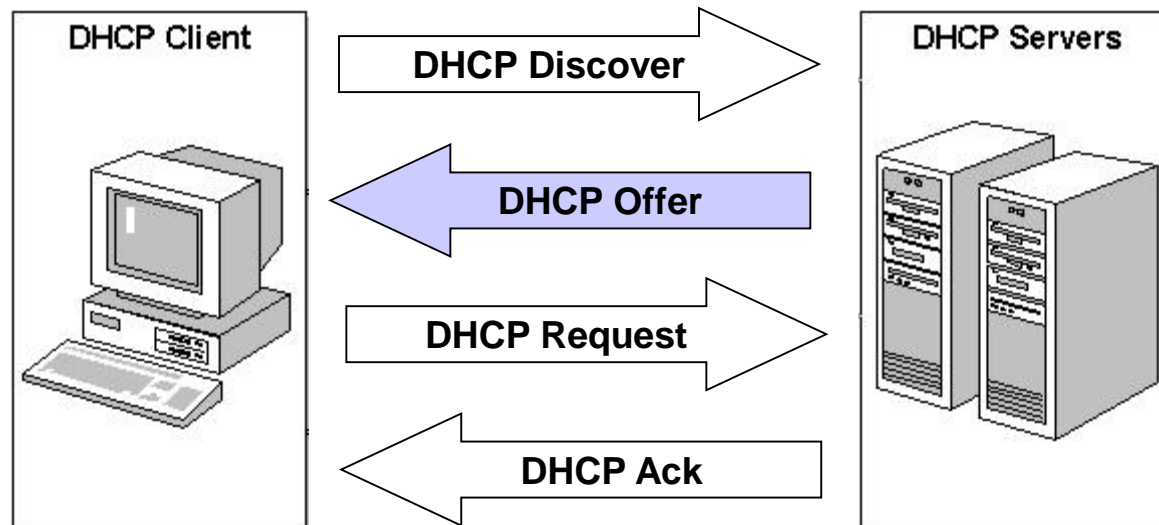 DHCP Client
DHCP Servers
DHCP Discover
DHCP Offer
DHCP Request
DHCP Ack